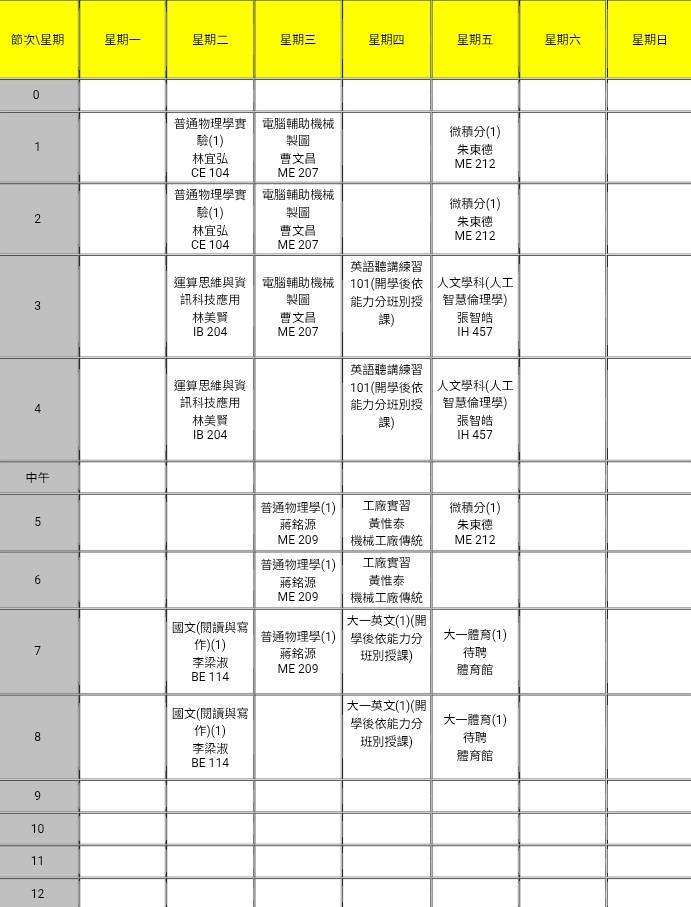 節次\星期 星期一 星期二 星期三 星期四 星期五 星期六 星期日
0
1
普通物理學實
驗(1)
林宜弘
CE 104
電腦輔助機械
製圖
曹文昌
ME 207
微積分(1)
朱東德
ME 212
2
普通物理學實
驗(1)
林宜弘
CE 104
電腦輔助機械
製圖
曹文昌
ME 207
微積分(1)
朱東德
ME 212
3
運算思維與資
訊科技應用
林美賢
IB 204
電腦輔助機械
製圖
曹文昌
ME 207
英語聽講練習
101(開學後依
能力分班別授
課)
人文學科(人工
智慧倫理學)
張智皓
IH 457
4
運算思維與資
訊科技應用
林美賢
IB 204
英語聽講練習
101(開學後依
能力分班別授
課)
人文學科(人工
智慧倫理學)
張智皓
IH 457
中午
5
普通物理學(1)
蔣銘源
ME 209
工廠實習
黃惟泰
機械工廠傳統
微積分(1)
朱東德
ME 212
6
普通物理學(1)
蔣銘源
ME 209
工廠實習
黃惟泰
機械工廠傳統
7
國文(閱讀與寫
作)(1)
李梁淑
BE 114
普通物理學(1)
蔣銘源
ME 209
大一英文(1)(開
學後依能力分
班別授課)
大一體育(1)
待聘
體育館
8
國文(閱讀與寫
作)(1)
李梁淑
BE 114
大一英文(1)(開
學後依能力分
班別授課)
大一體育(1)
待聘
體育館
9
10
11
12